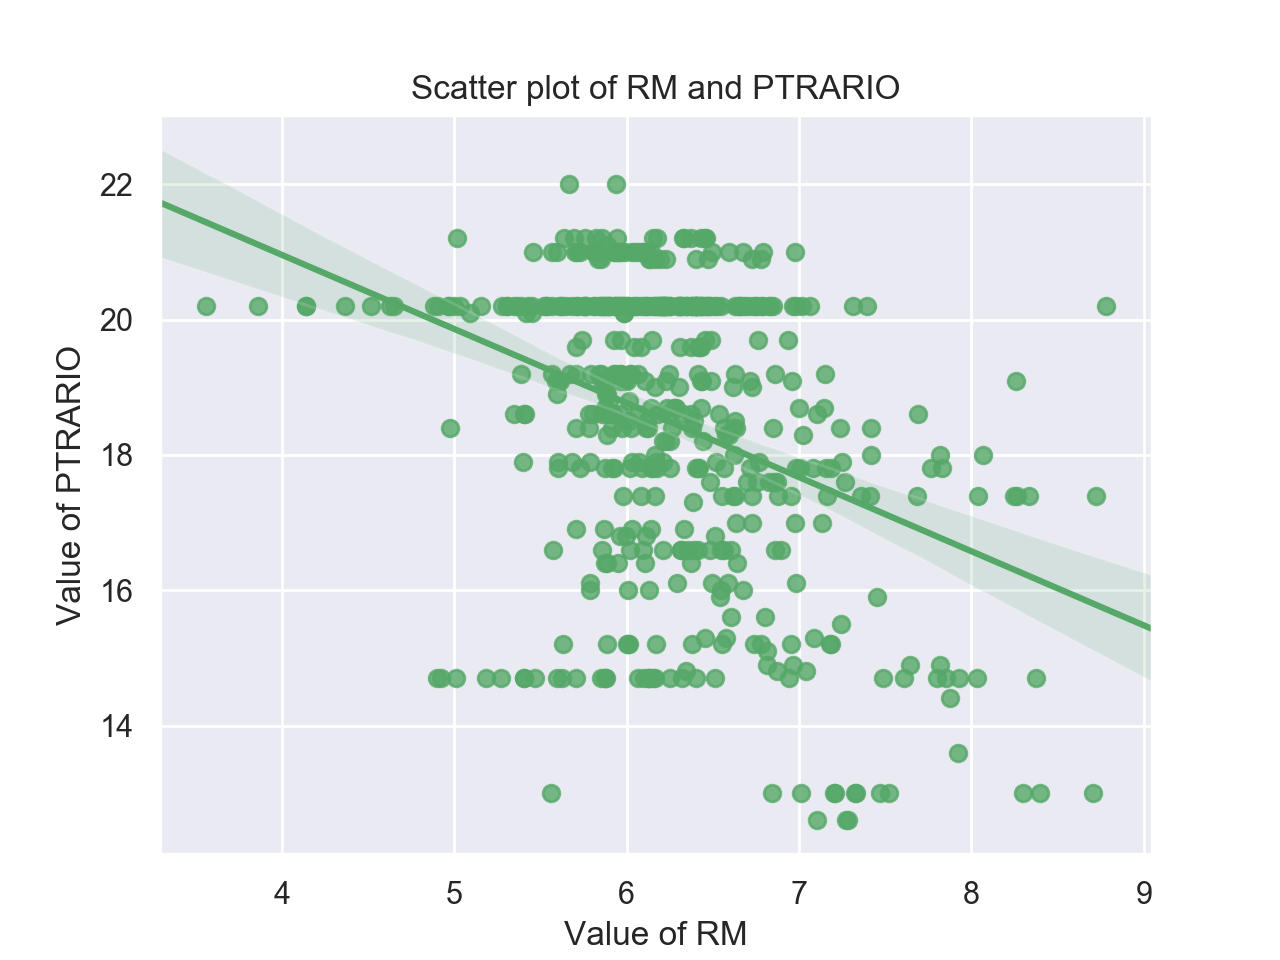 Scatter plot of RM and PTRARIO
22
20
18
16
14
Value of PTRARIO
4 5 6 7 8 9
Value of RM